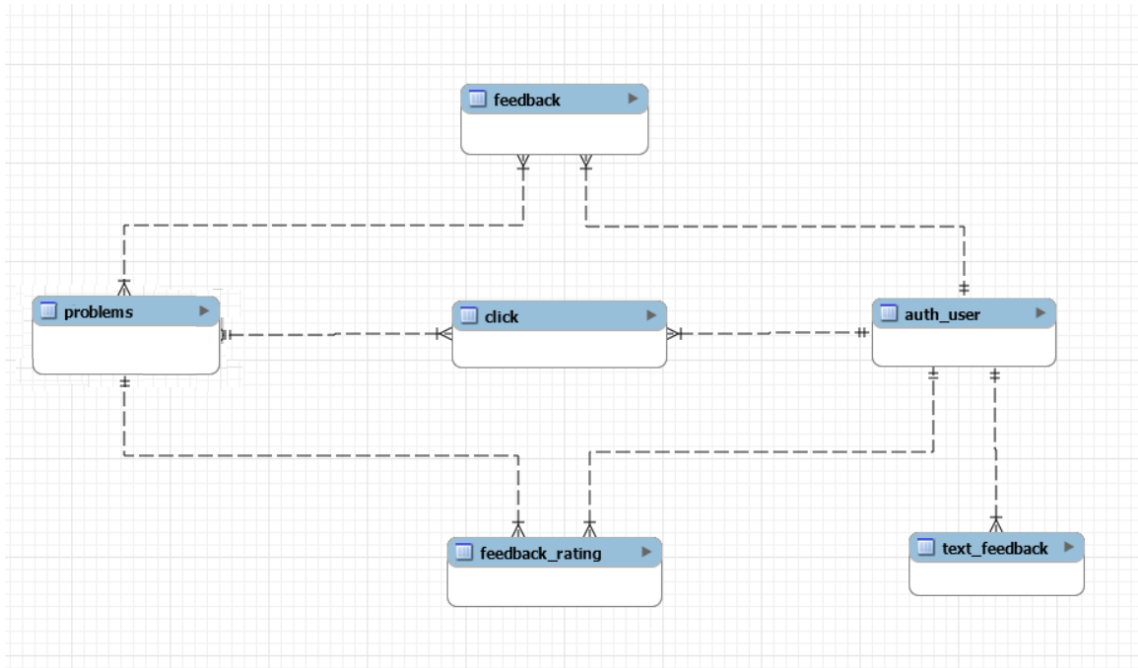 feedback
problems
click
auth_user
feedback_rating
text_feedback